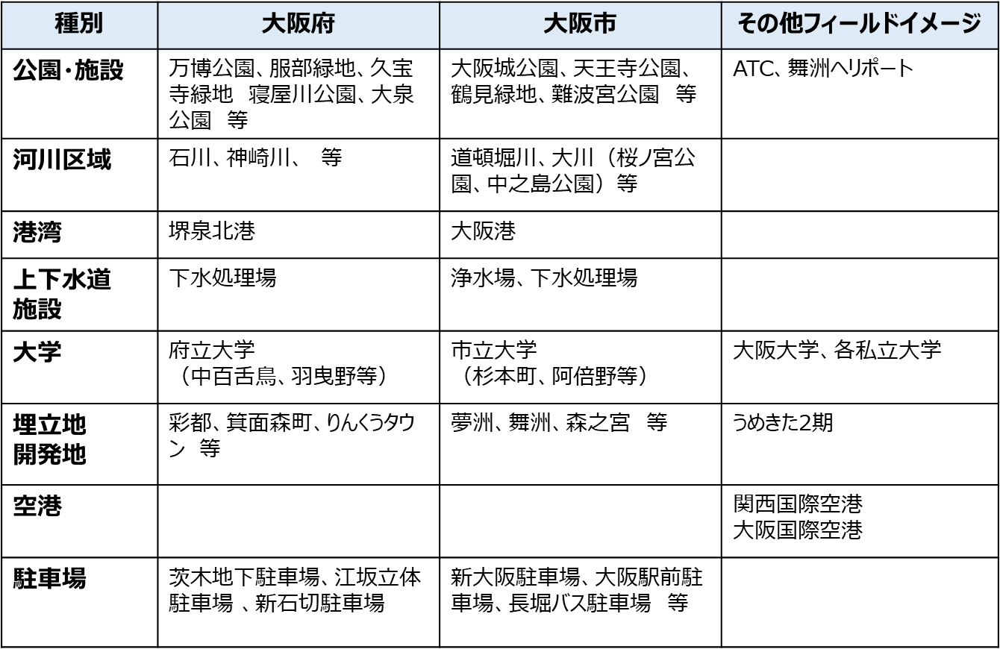 種別 大阪府 大阪市 その他フィールドイメージ
公園・施設
万博公園、服部緑地、久宝
寺緑地　寝屋川公園、大泉
公園　等
大阪城公園、天王寺公園、
鶴見緑地、難波宮公園　等
ATC、舞洲ヘリポート
河川区域
石川、神崎川、　等
道頓堀川、大川（桜ノ宮公
園、中之島公園）等
港湾
堺泉北港
大阪港
上下水道
施設
下水処理場
浄水場、下水処理場
大学
府立大学
（中百舌鳥、羽曳野等）
市立大学
（杉本町、阿倍野等）
大阪大学、各私立大学
埋立地
開発地
彩都、箕面森町、りんくうタウ
ン　等
夢洲、舞洲、森之宮　等
うめきた2期
空港
関西国際空港
大阪国際空港
駐車場
茨木地下駐車場、江坂立体
駐車場 、新石切駐車場
新大阪駐車場、大阪駅前駐
車場、長堀バス駐車場　等